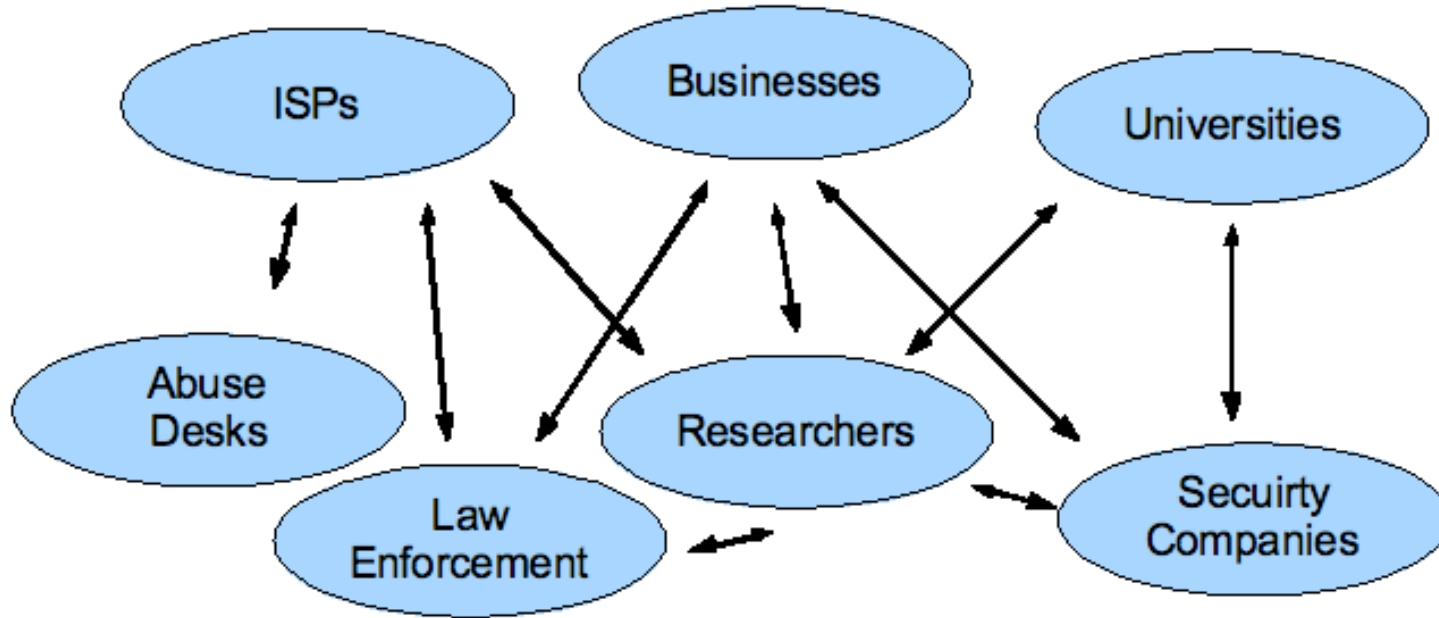 ISPs
Businesses
Universities
Abuse
Desks
Researchers
Law
Enforcement
Secuirty
Companies